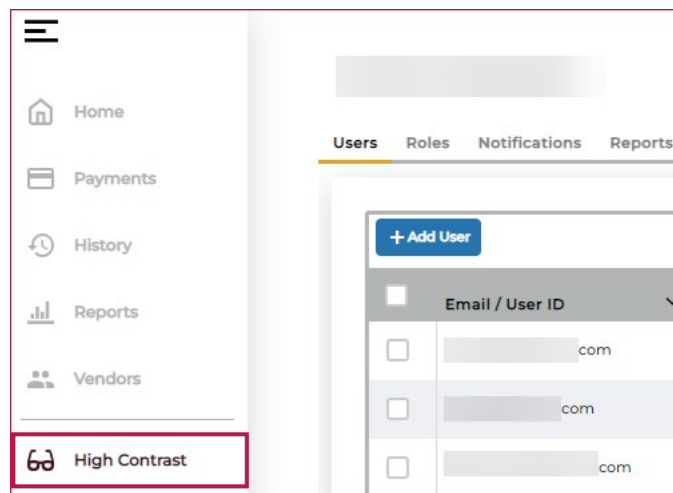 Home
Payments
History
Reports
Vendors
High Contrast
Users Roles Notifications Reports
+ Add User
Email / User ID
com
com
com